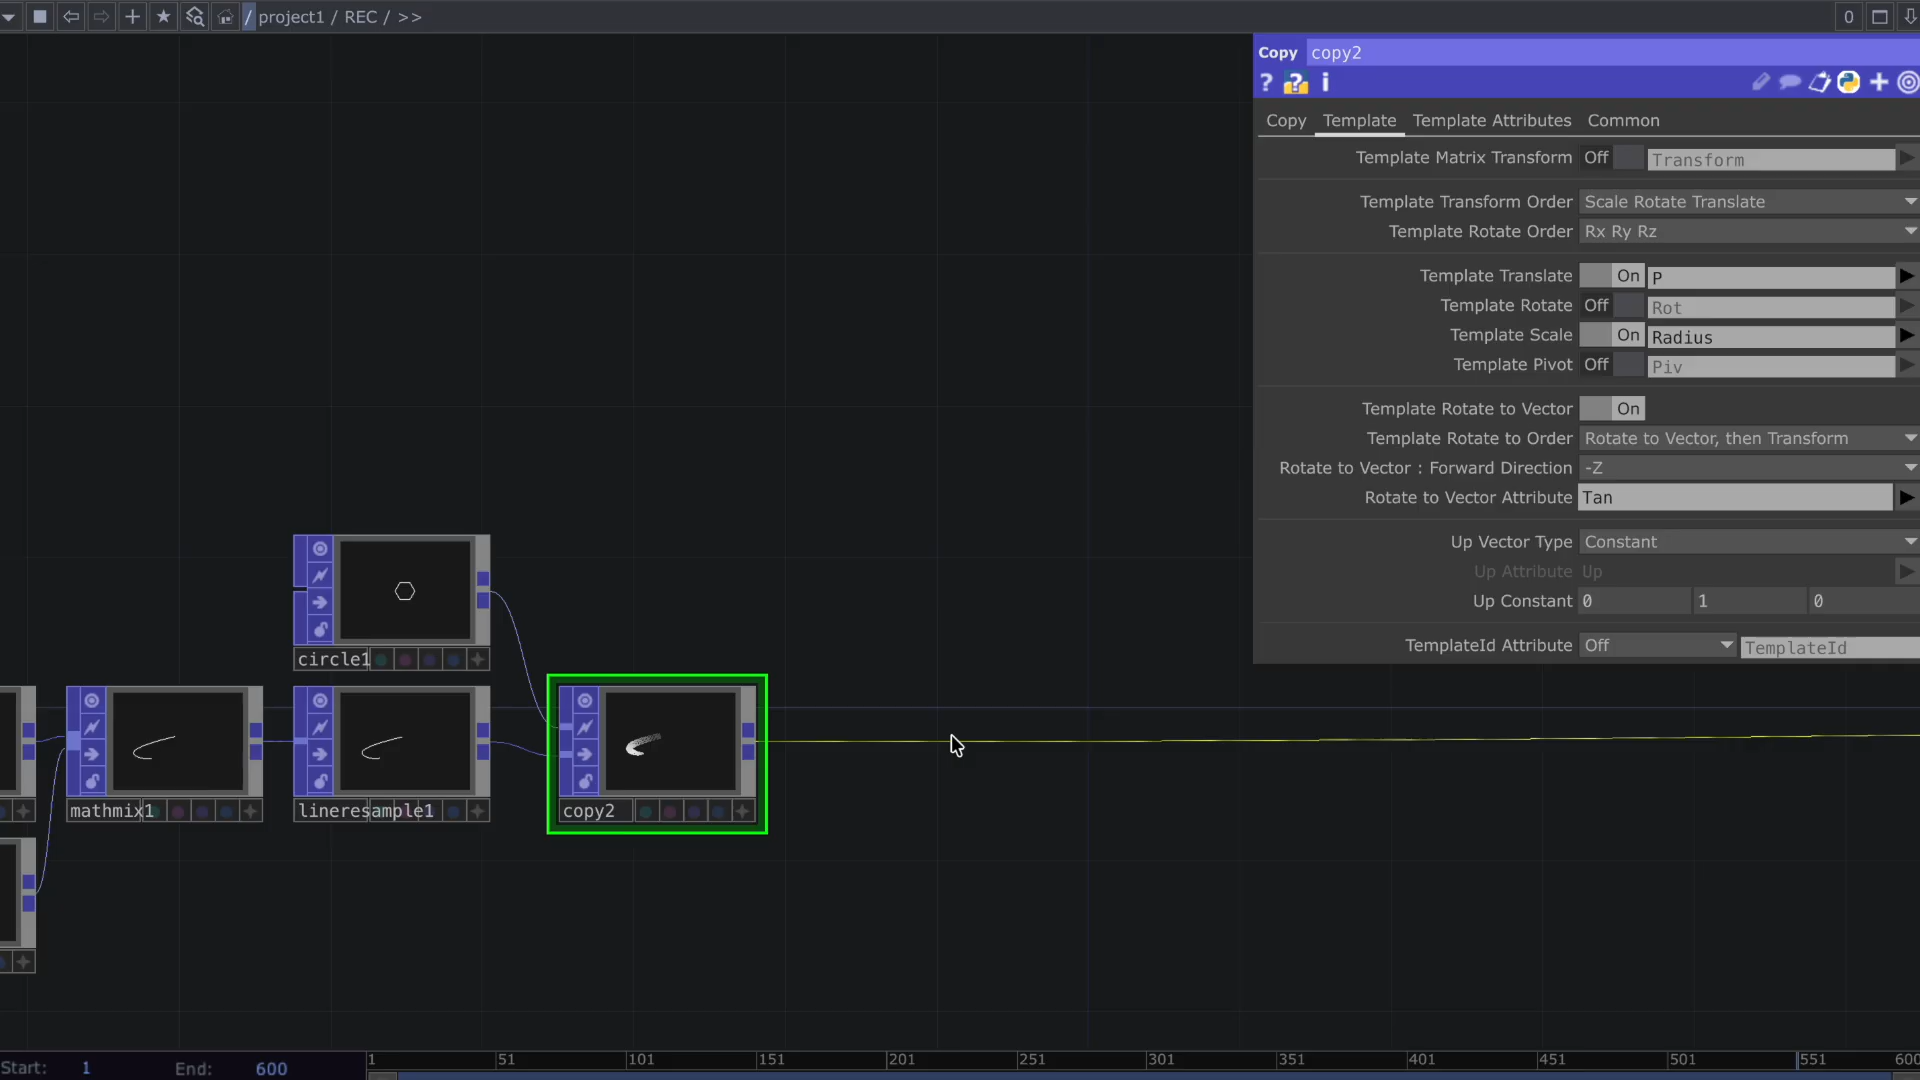 / project1 / REC / >>
0
Copy copy2
? ? i
Copy Template Template Attributes Common
Template Matrix Transform Off Transform
Template Transform Order Scale Rotate Translate
Template Rotate Order Rx Ry Rz
Template Translate On P
Template Rotate Off Rot
Template Scale On Radius
Template Pivot Off Piv
Template Rotate to Vector On
Template Rotate to Order Rotate to Vector, then Transform
Rotate to Vector : Forward Direction -Z
Rotate to Vector Attribute Tan
Up Vector Type Constant
Up Attribute Up
Up Constant 0 1 0
TemplateId Attribute Off TemplateId
circle1
mathmix1
lineresample1
copy2
Start: 1 End: 600
1 51 101 151 201 251 301 351 401 451 501 551 600